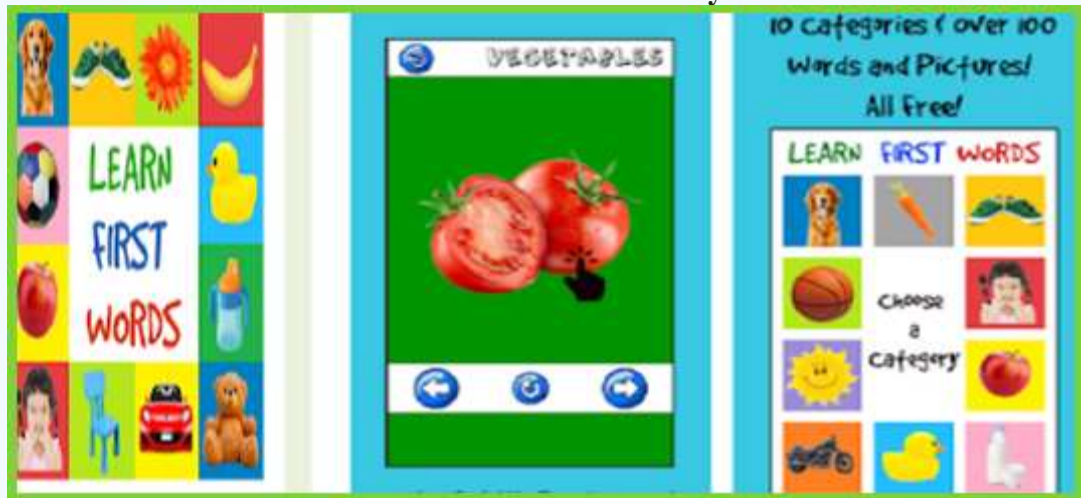 LEARN
FIRST
WORDS
VEGETABLES
10 Categories & over 100
Words and Pictures!
All Free!
LEARN FIRST WORDS
Choose
a
Category